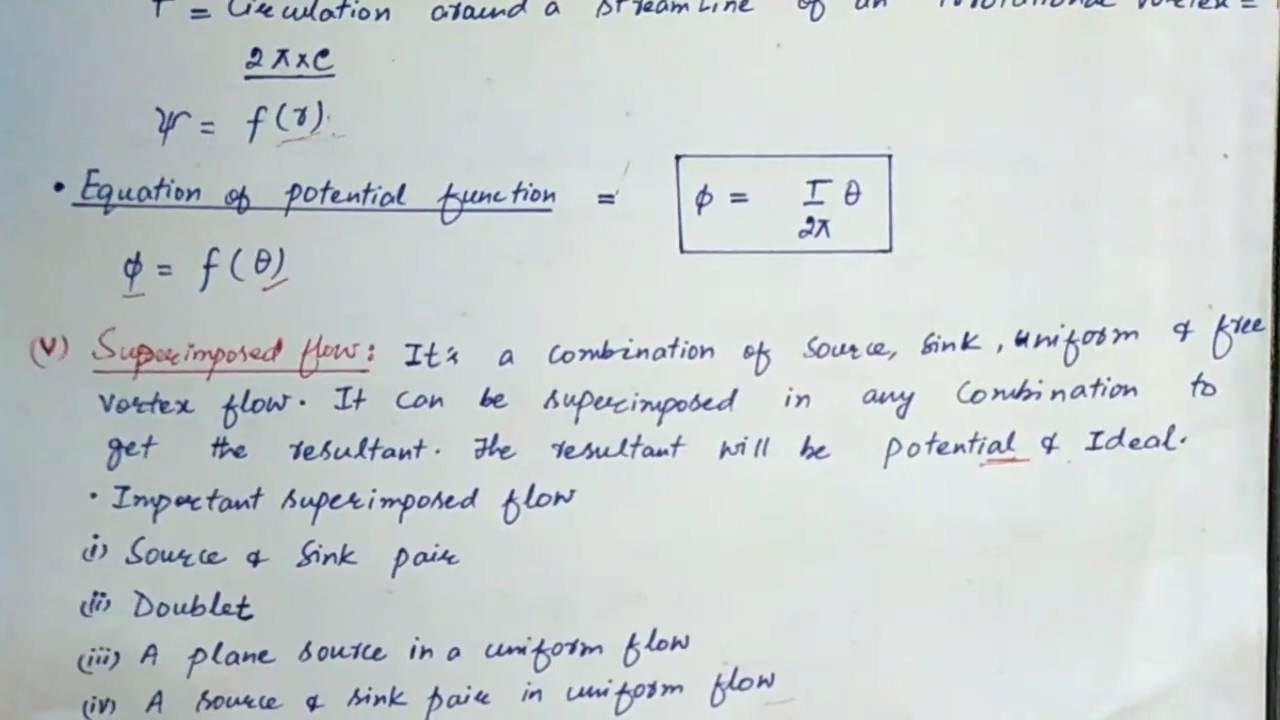 Γ = Circulation around a streamline of an irrotational vortex =
2π×c
ψ = f(r).
• Equation of potential function = ϕ = Γ/2π θ
ϕ = f(θ)
(V) Superimposed flow: It is a combination of source, sink, uniform & free
vortex flow. It can be superimposed in any combination to
get the resultant. The resultant will be potential & Ideal.
• Important superimposed flow
(i) Source & Sink pair
(ii) Doublet
(iii) A plane source in a uniform flow
(iv) A source & sink pair in uniform flow